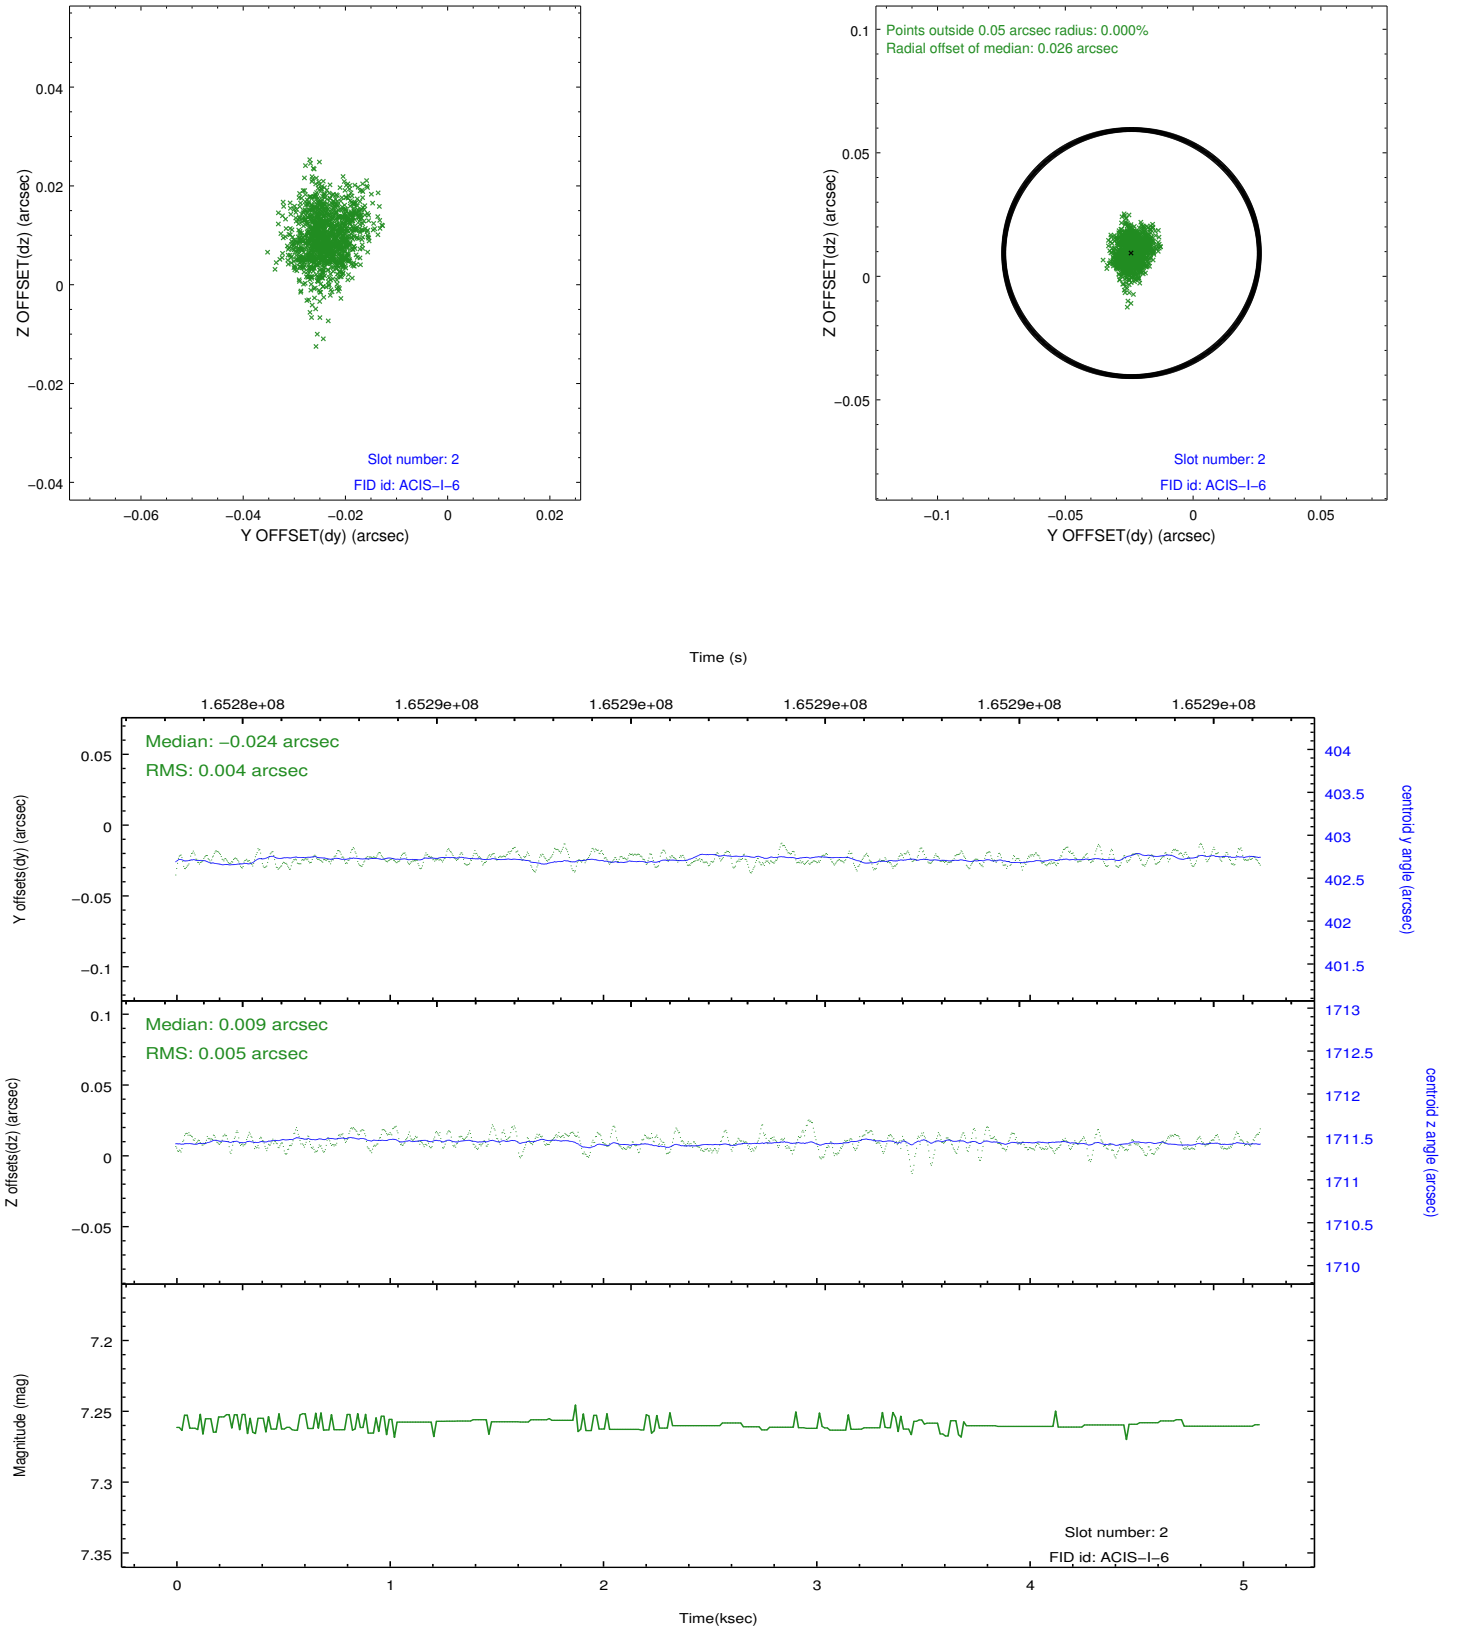 0.04
0.02
0
−0.02
−0.04
Z OFFSET(dz) (arcsec)
Slot number: 2
FID id: ACIS−I−6
−0.06 −0.04 −0.02 0 0.02
Y OFFSET(dy) (arcsec)
Points outside 0.05 arcsec radius: 0.000%
Radial offset of median: 0.026 arcsec
0.1
0.05
0
−0.05
Z OFFSET(dz) (arcsec)
Slot number: 2
FID id: ACIS−I−6
−0.1 −0.05 0 0.05
Y OFFSET(dy) (arcsec)
Time (s)
1.6528e+08 1.6529e+08 1.6529e+08 1.6529e+08 1.6529e+08 1.6529e+08
Median: −0.024 arcsec
RMS: 0.004 arcsec
0.05
0
−0.05
−0.1
Y offsets(dy) (arcsec)
404
403.5
403
402.5
402
401.5
centroid y angle (arcsec)
Median: 0.009 arcsec
RMS: 0.005 arcsec
0.1
0.05
0
−0.05
Z offsets(dz) (arcsec)
1713
1712.5
1712
1711.5
1711
1710.5
1710
centroid z angle (arcsec)
7.2
7.25
7.3
7.35
Magnitude (mag)
Slot number: 2
FID id: ACIS−I−6
0 1 2 3 4 5
Time(ksec)